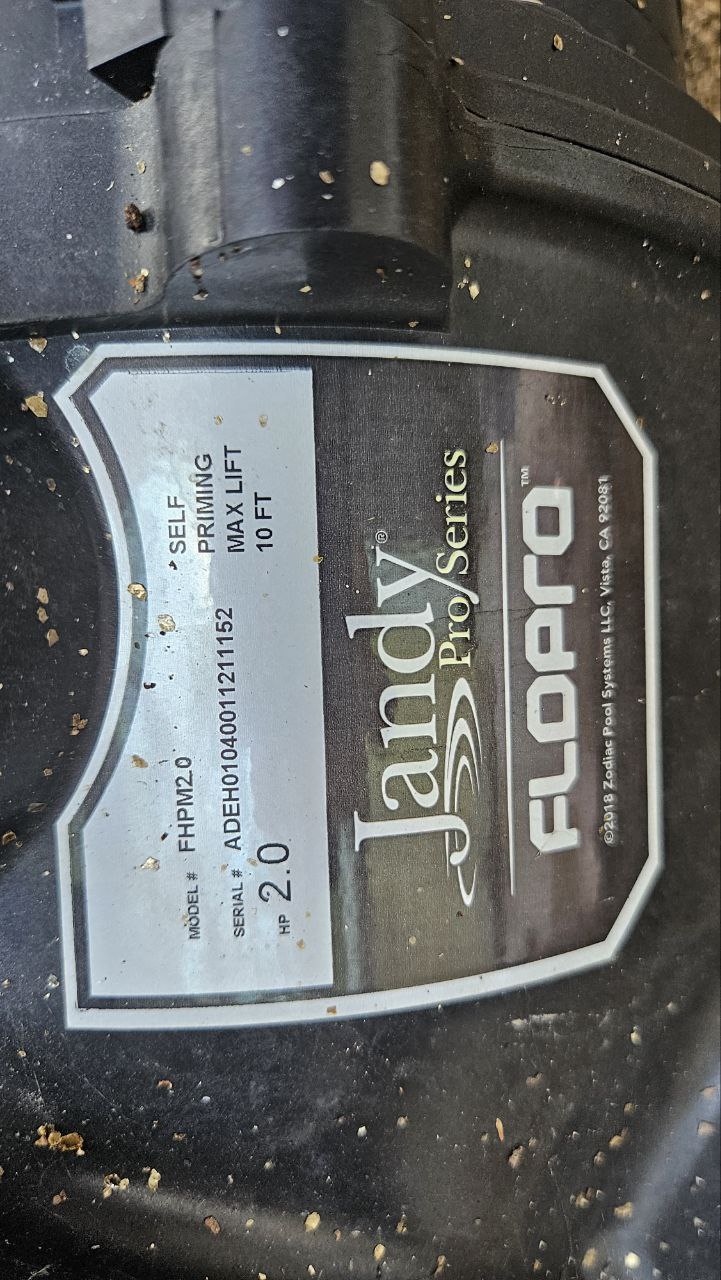 MODEL # FHPM2.0
SERIAL # ADEH01040011211152
HP 2.0
SELF
PRIMING
MAX LIFT
10 FT
Jandy®
Pro Series
FLOPRO™
©2018 Zodiac Pool Systems LLC, Vista, CA 92081